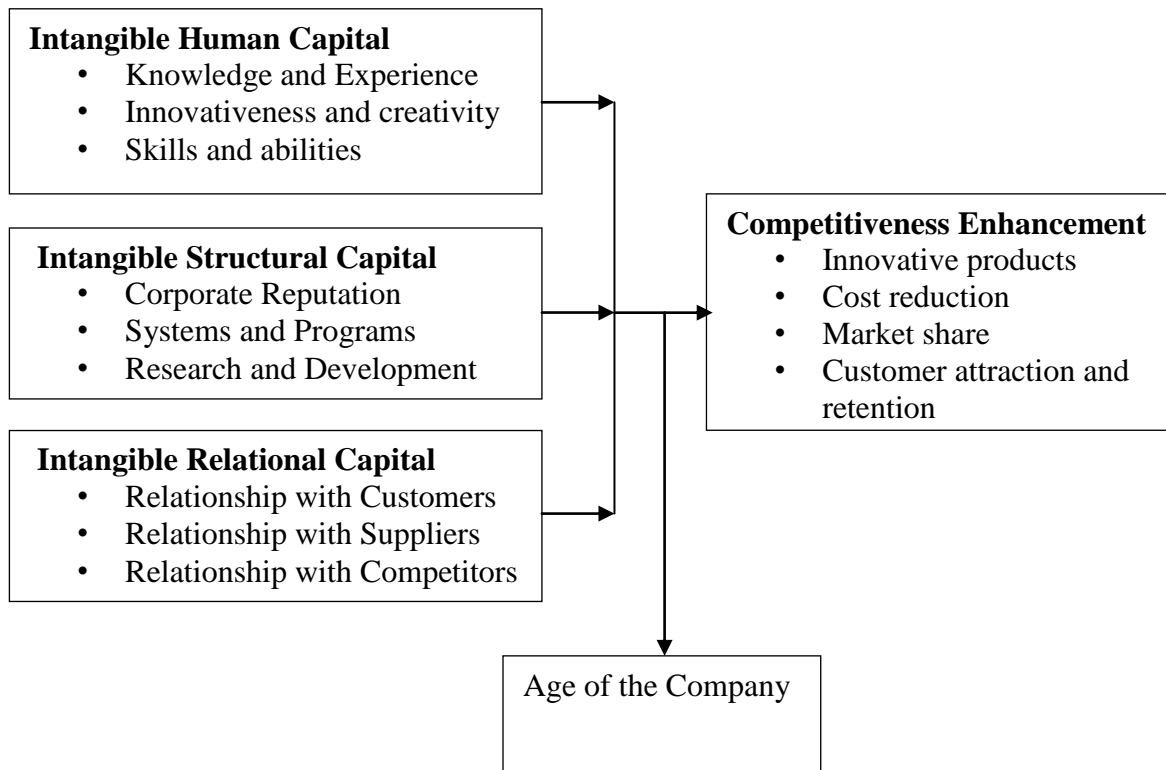 Intangible Human Capital
• Knowledge and Experience
• Innovativeness and creativity
• Skills and abilities
Intangible Structural Capital
• Corporate Reputation
• Systems and Programs
• Research and Development
Intangible Relational Capital
• Relationship with Customers
• Relationship with Suppliers
• Relationship with Competitors
Competitiveness Enhancement
• Innovative products
• Cost reduction
• Market share
• Customer attraction and
retention
Age of the Company